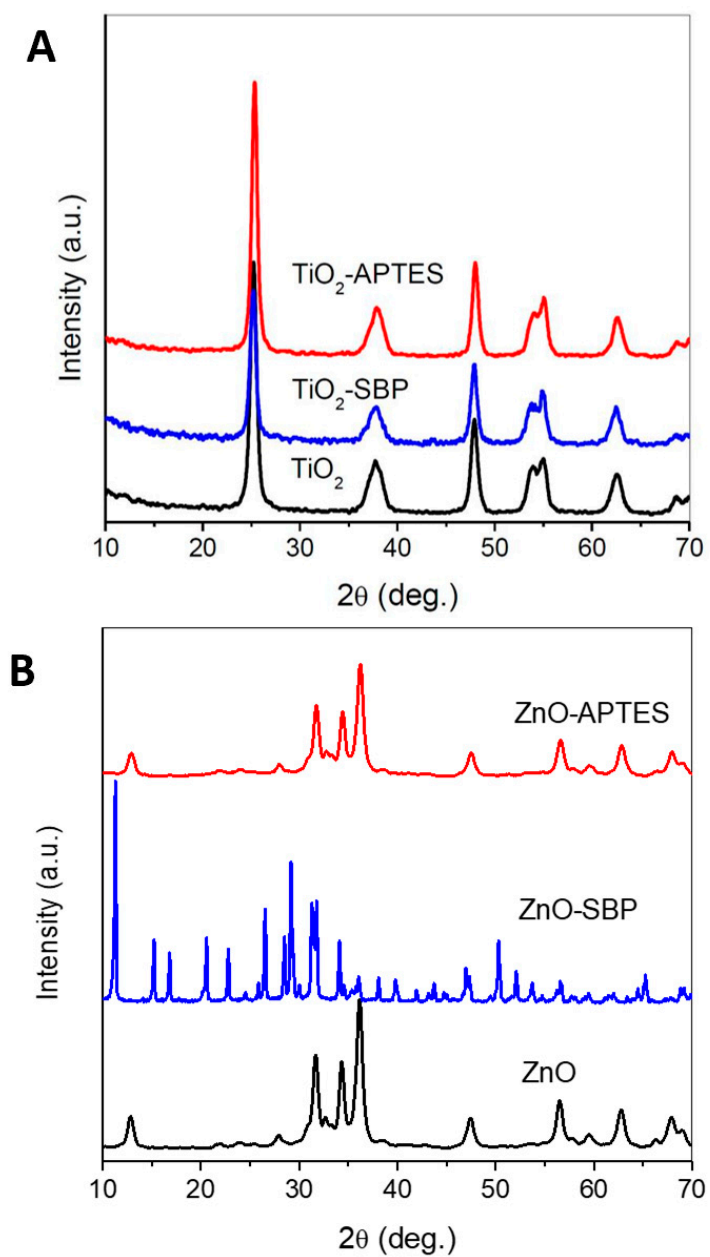 A
Intensity (a.u.)
TiO2-APTES
TiO2-SBP
TiO2
10 20 30 40 50 60 70
2θ (deg.)
B
Intensity (a.u.)
ZnO-APTES
ZnO-SBP
ZnO
10 20 30 40 50 60 70
2θ (deg.)